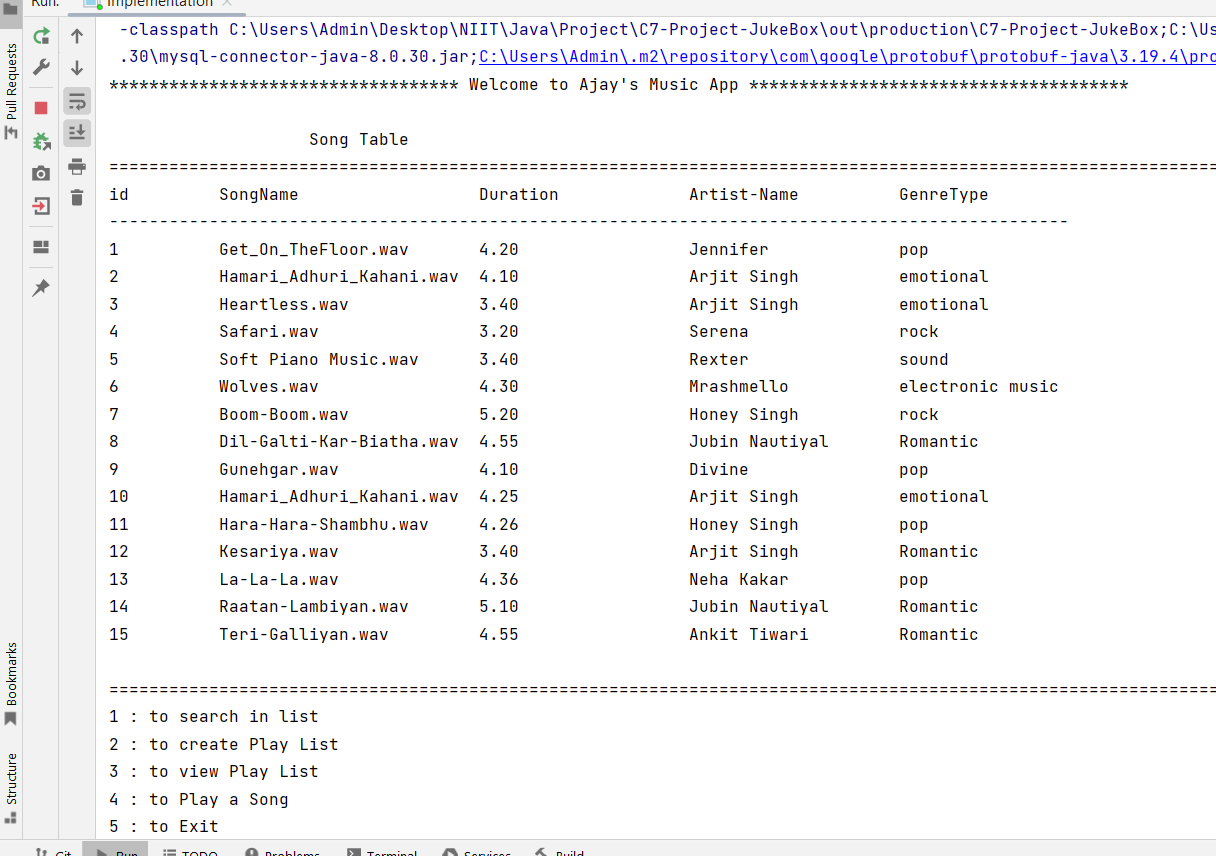 Run: Implementation
-classpath C:\Users\Admin\Desktop\NIIT\Java\Project\C7-Project-JukeBox\out\production\C7-Project-JukeBox;C:\Us
.30\mysql-connector-java-8.0.30.jar;C:\Users\Admin\.m2\repository\com\google\protobuf\protobuf-java\3.19.4\pro
*********************************** Welcome to Ajay's Music App **************************************
Song Table
===============================================================================================================
id SongName Duration Artist-Name GenreType
------------------------------------------------------------------------------------------------
1 Get_On_TheFloor.wav 4.20 Jennifer pop
2 Hamari_Adhuri_Kahani.wav 4.10 Arjit Singh emotional
3 Heartless.wav 3.40 Arjit Singh emotional
4 Safari.wav 3.20 Serena rock
5 Soft Piano Music.wav 3.40 Rexter sound
6 Wolves.wav 4.30 Mrashmello electronic music
7 Boom-Boom.wav 5.20 Honey Singh rock
8 Dil-Galti-Kar-Biatha.wav 4.55 Jubin Nautiyal Romantic
9 Gunehgar.wav 4.10 Divine pop
10 Hamari_Adhuri_Kahani.wav 4.25 Arjit Singh emotional
11 Hara-Hara-Shambhu.wav 4.26 Honey Singh pop
12 Kesariya.wav 3.40 Arjit Singh Romantic
13 La-La-La.wav 4.36 Neha Kakar pop
14 Raatan-Lambiyan.wav 5.10 Jubin Nautiyal Romantic
15 Teri-Galliyan.wav 4.55 Ankit Tiwari Romantic
===============================================================================================================
1 : to search in list
2 : to create Play List
3 : to view Play List
4 : to Play a Song
5 : to Exit
Pull Requests
Bookmarks
Structure
Git Run TODO Problems Terminal Services Build